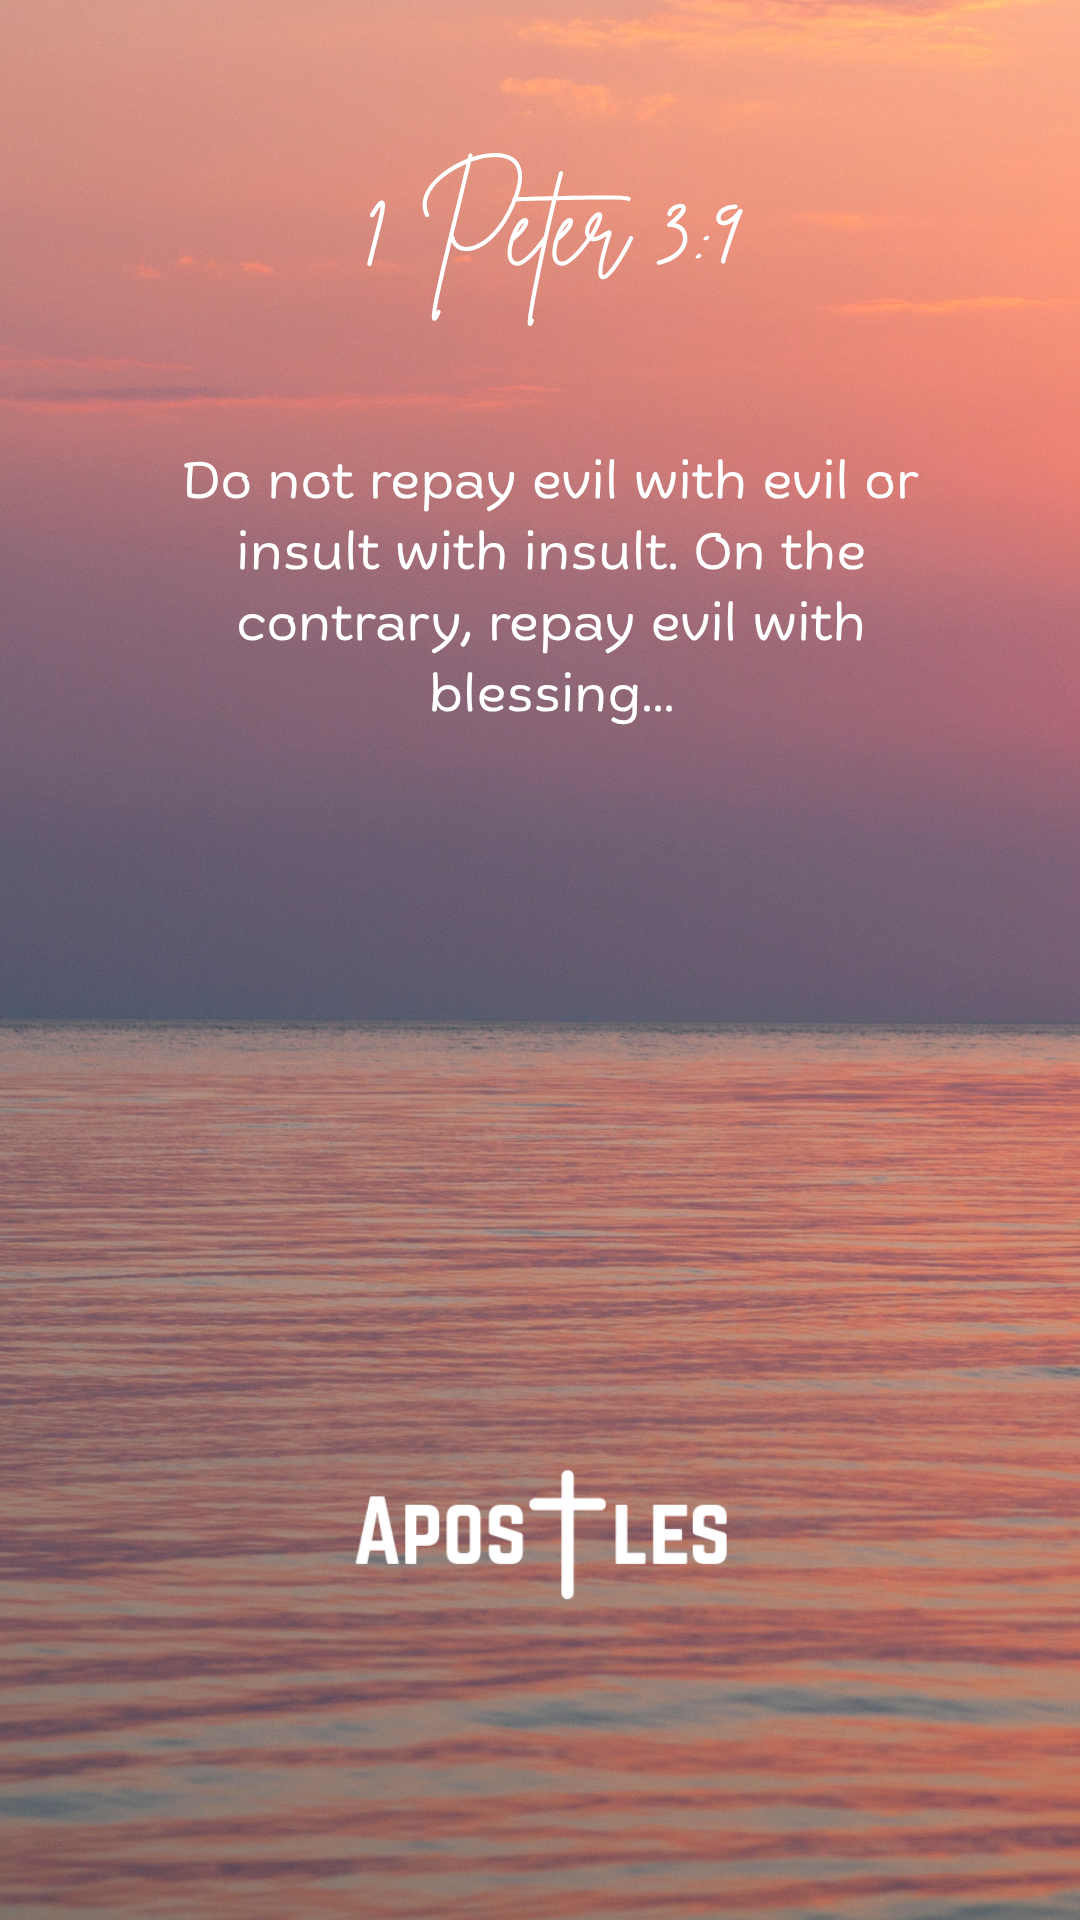 1 Peter 3:9
Do not repay evil with evil or
insult with insult. On the
contrary, repay evil with
blessing...
APOSTLES